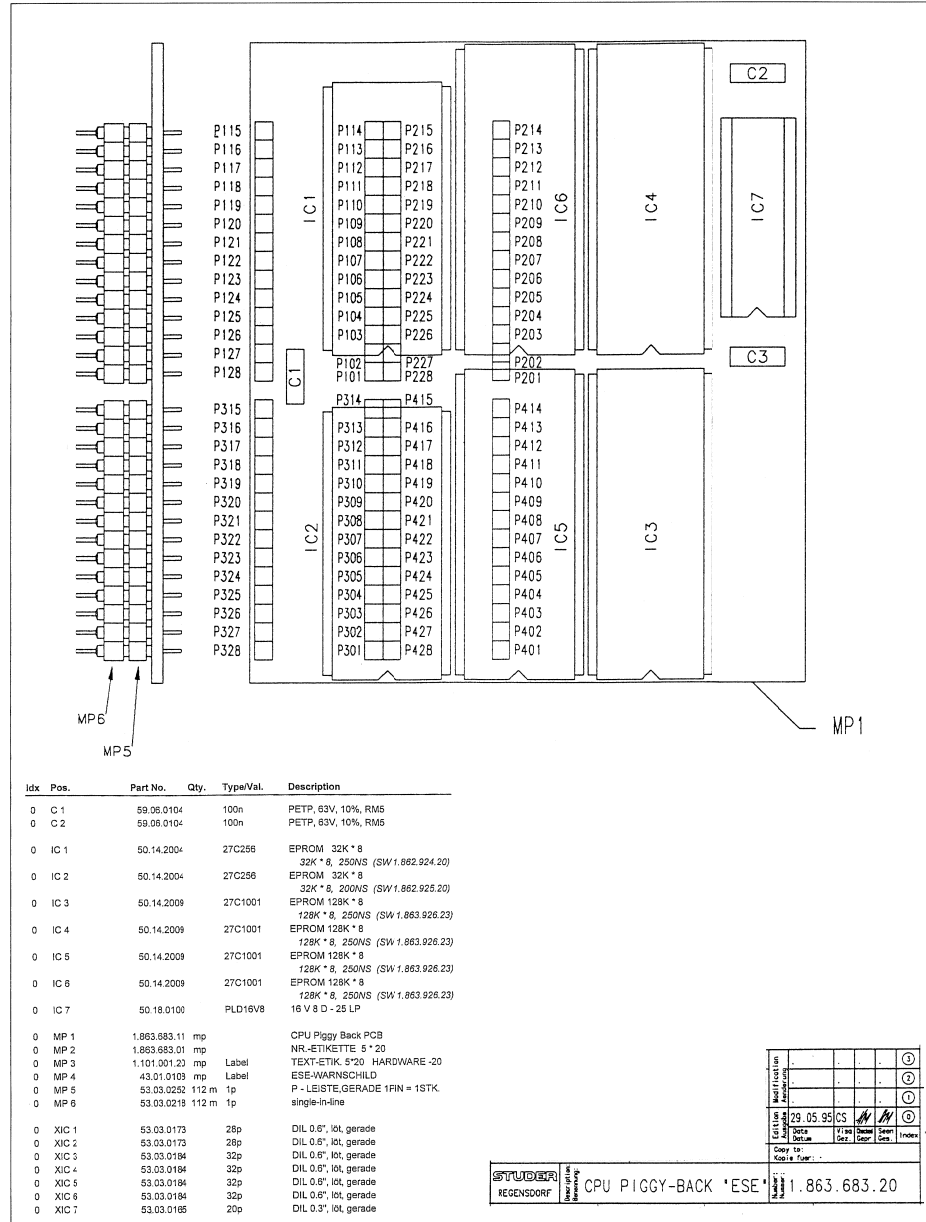 C2
P115 P114 P215 P214
P116 P113 P216 P213
P117 P112 P217 P212
P118 P111 P218 P211
P119 P110 P219 P210
P120 P109 P220 P209
P121 P108 P221 P208
P122 P107 P222 P207
P123 P106 P223 P206
P124 P105 P224 P205
P125 P104 P225 P204
P126 P103 P226 P203
P127 P102 P227 P202
P128 P101 P228 P201
IC1 IC6 IC4 IC7
C1 C3
P315 P314 P415 P414
P316 P313 P416 P413
P317 P312 P417 P412
P318 P311 P418 P411
P319 P310 P419 P410
P320 P309 P420 P409
P321 P308 P421 P408
P322 P307 P422 P407
P323 P306 P423 P406
P324 P305 P424 P405
P325 P304 P425 P404
P326 P303 P426 P403
P327 P302 P427 P402
P328 P301 P428 P401
IC2 IC5 IC3
MP6
MP5
MP1
Idx Pos. Part No. Qty. Type/Val. Description
0 C 1 59.06.0104 100n PETP, 63V, 10%, RM5
0 C 2 59.06.0104 100n PETP, 63V, 10%, RM5
0 IC 1 50.14.2004 27C256 EPROM 32K * 8
32K * 8, 250NS (SW 1.862.924.20)
0 IC 2 50.14.2004 27C256 EPROM 32K * 8
32K * 8, 200NS (SW 1.862.925.20)
0 IC 3 50.14.2009 27C1001 EPROM 128K * 8
128K * 8, 250NS (SW 1.863.926.23)
0 IC 4 50.14.2009 27C1001 EPROM 128K * 8
128K * 8, 250NS (SW 1.863.926.23)
0 IC 5 50.14.2009 27C1001 EPROM 128K * 8
128K * 8, 250NS (SW 1.863.926.23)
0 IC 6 50.14.2009 27C1001 EPROM 128K * 8
128K * 8, 250NS (SW 1.863.926.23)
0 IC 7 50.18.0100 PLD16V8 16 V 8 D - 25 LP
0 MP 1 1.863.683.11 mp CPU Piggy Back PCB
0 MP 2 1.863.683.01 mp NR.-ETIKETTE 5 * 20
0 MP 3 1.101.001.20 mp Label TEXT-ETIK. 5*20 HARDWARE -20
0 MP 4 43.01.0108 mp Label ESE-WARNSCHILD
0 MP 5 53.03.0252 112 m 1p P - LEISTE,GERADE 1PIN = 1STK.
0 MP 6 53.03.0218 112 m 1p single-in-line
0 XIC 1 53.03.0173 28p DIL 0.6", löt, gerade
0 XIC 2 53.03.0173 28p DIL 0.6", löt, gerade
0 XIC 3 53.03.0184 32p DIL 0.6", löt, gerade
0 XIC 4 53.03.0184 32p DIL 0.6", löt, gerade
0 XIC 5 53.03.0184 32p DIL 0.6", löt, gerade
0 XIC 6 53.03.0184 32p DIL 0.6", löt, gerade
0 XIC 7 53.03.0165 20p DIL 0.3", löt, gerade
Modification
Aenderung
3
2
1
Edition
Ausgabe
29.05.95 CS 0
Date Visa Seen Index
Datum Gez. Gepr Ges.
Copy to:
Kopie fuer:
STUDER
REGENSDORF
Description:
Benennung:
CPU PIGGY-BACK "ESE"
Number:
Nummer:
1.863.683.20